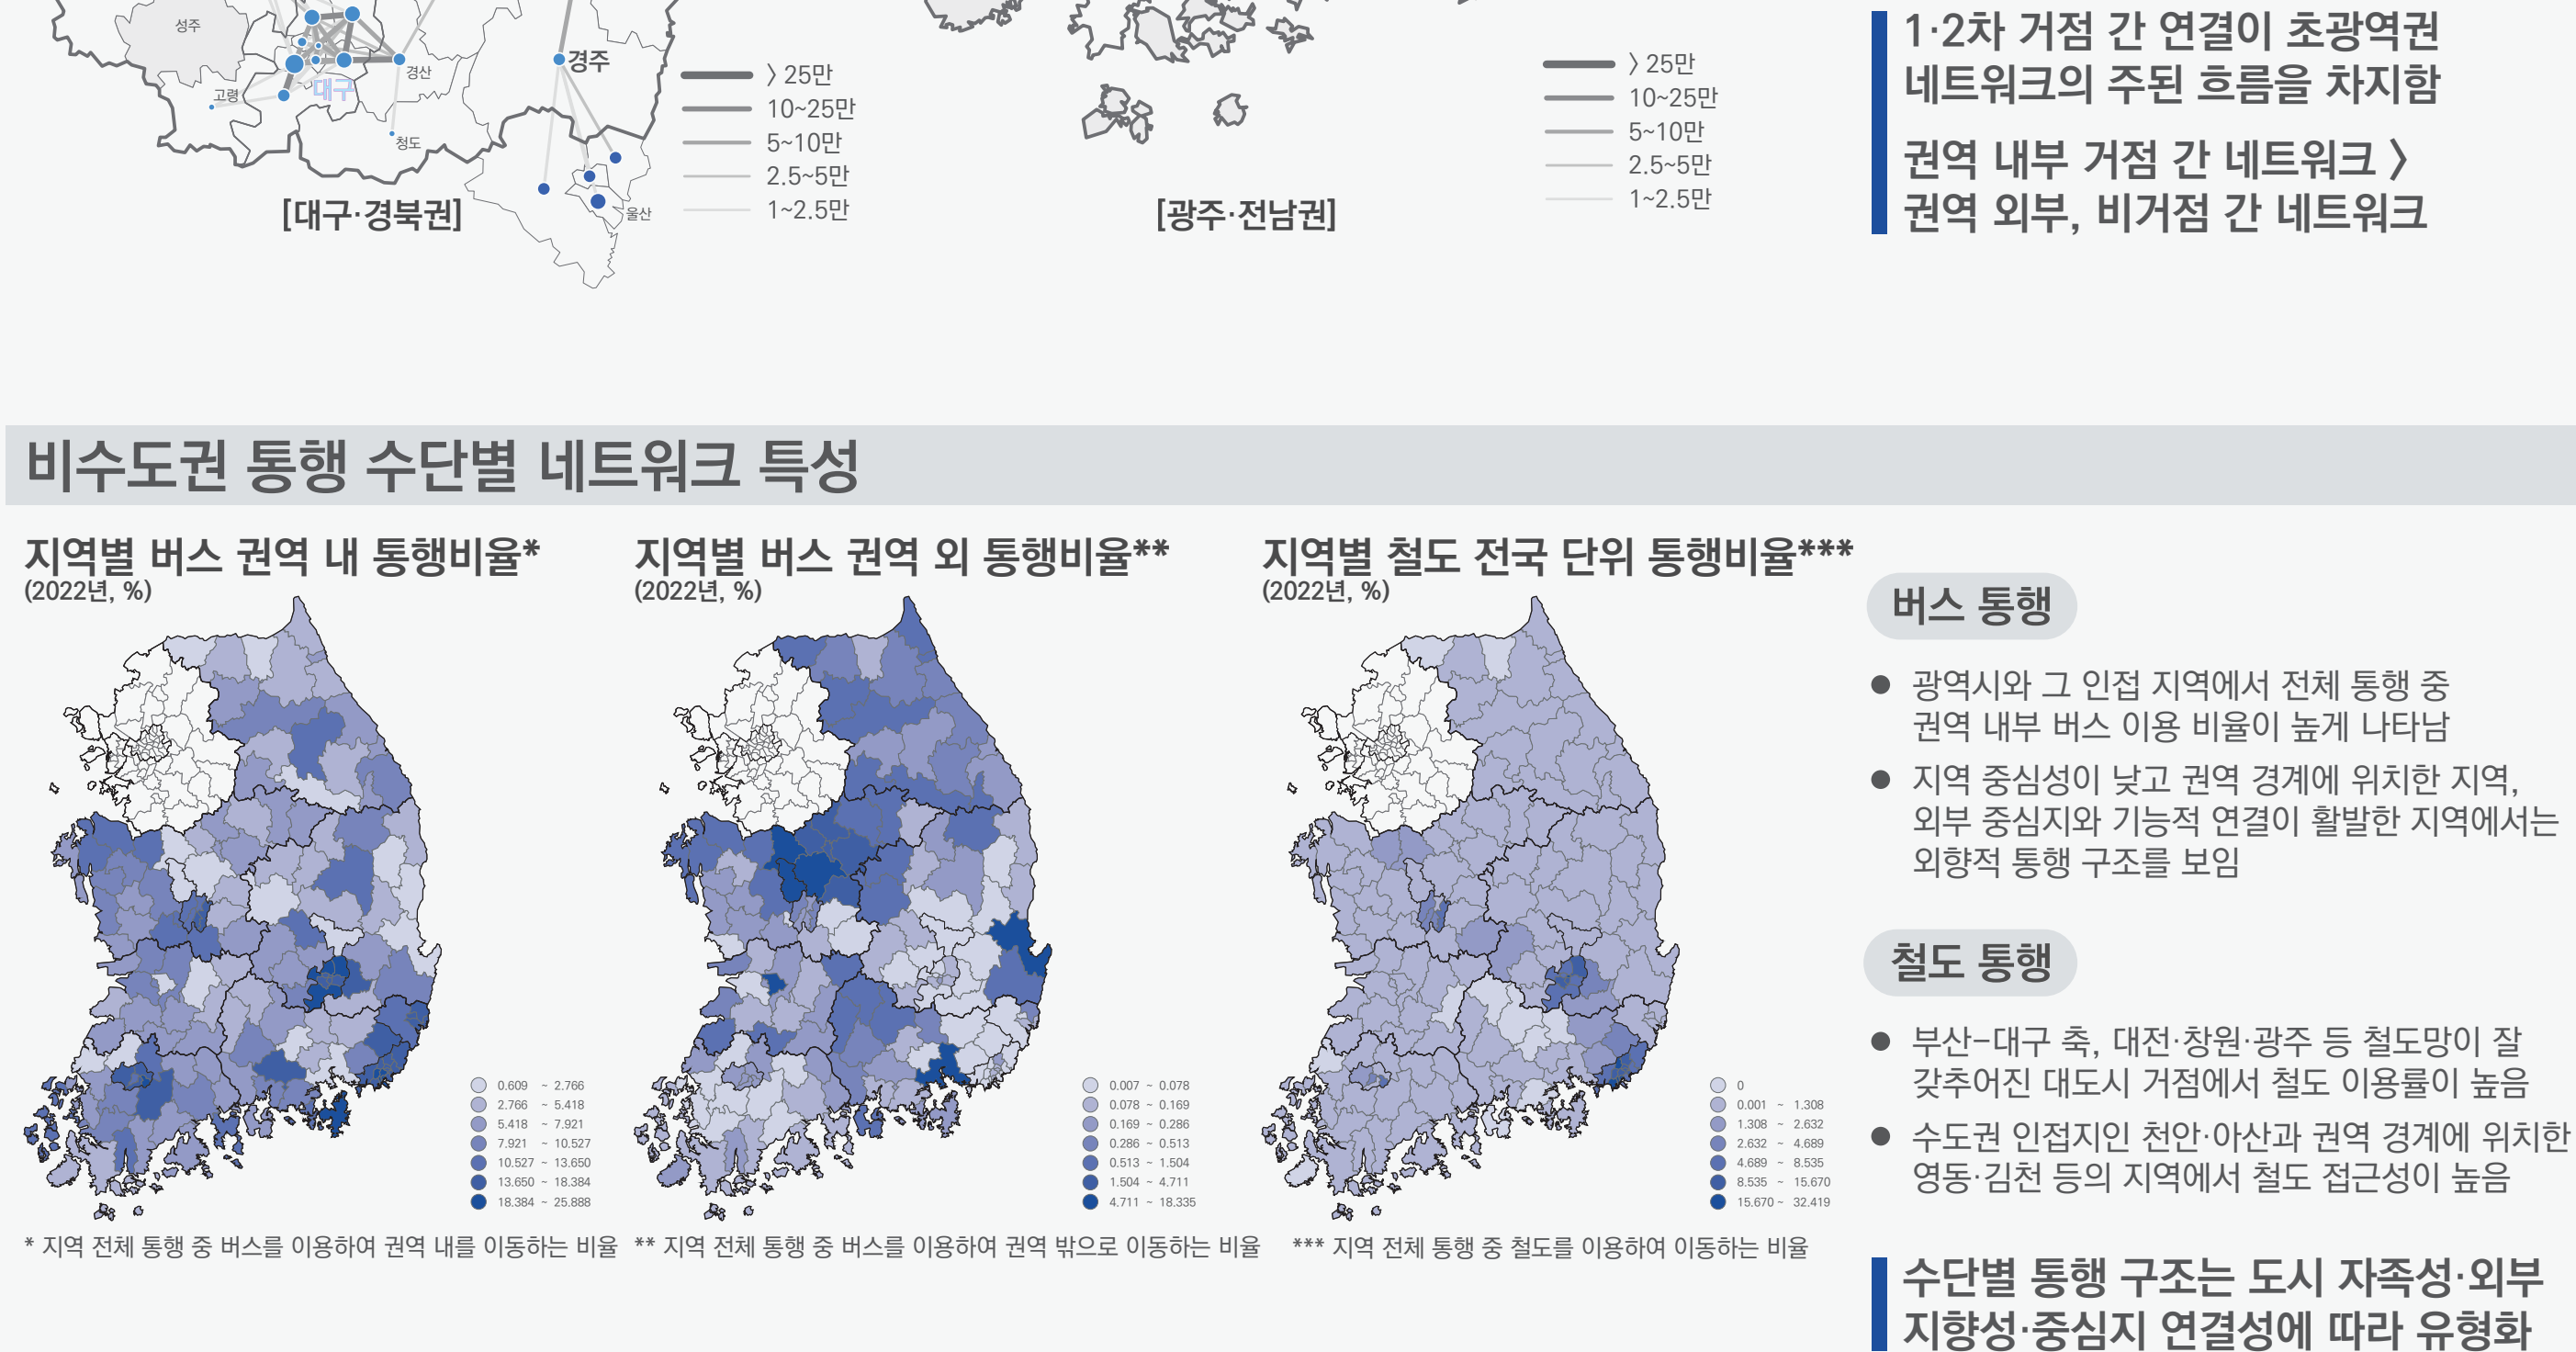 성주
대구
고령
경산
청도
경주
울산
〉25만
10~25만
5~10만
2.5~5만
1~2.5만
[대구·경북권]
〉25만
10~25만
5~10만
2.5~5만
1~2.5만
[광주·전남권]
1·2차 거점 간 연결이 초광역권
네트워크의 주된 흐름을 차지함
권역 내부 거점 간 네트워크 〉
권역 외부, 비거점 간 네트워크
비수도권 통행 수단별 네트워크 특성
지역별 버스 권역 내 통행비율*
(2022년, %)
0.609 ~ 2.766
2.766 ~ 5.418
5.418 ~ 7.921
7.921 ~ 10.527
10.527 ~ 13.650
13.650 ~ 18.384
18.384 ~ 25.888
* 지역 전체 통행 중 버스를 이용하여 권역 내를 이동하는 비율
지역별 버스 권역 외 통행비율**
(2022년, %)
0.007 ~ 0.078
0.078 ~ 0.169
0.169 ~ 0.286
0.286 ~ 0.513
0.513 ~ 1.504
1.504 ~ 4.711
4.711 ~ 18.335
** 지역 전체 통행 중 버스를 이용하여 권역 밖으로 이동하는 비율
지역별 철도 전국 단위 통행비율***
(2022년, %)
0
0.001 ~ 1.308
1.308 ~ 2.632
2.632 ~ 4.689
4.689 ~ 8.535
8.535 ~ 15.670
15.670 ~ 32.419
*** 지역 전체 통행 중 철도를 이용하여 이동하는 비율
버스 통행
● 광역시와 그 인접 지역에서 전체 통행 중
권역 내부 버스 이용 비율이 높게 나타남
● 지역 중심성이 낮고 권역 경계에 위치한 지역,
외부 중심지와 기능적 연결이 활발한 지역에서는
외향적 통행 구조를 보임
철도 통행
● 부산-대구 축, 대전·창원·광주 등 철도망이 잘
갖추어진 대도시 거점에서 철도 이용률이 높음
● 수도권 인접지인 천안·아산과 권역 경계에 위치한
영동·김천 등의 지역에서 철도 접근성이 높음
수단별 통행 구조는 도시 자족성·외부
지향성·중심지 연결성에 따라 유형화